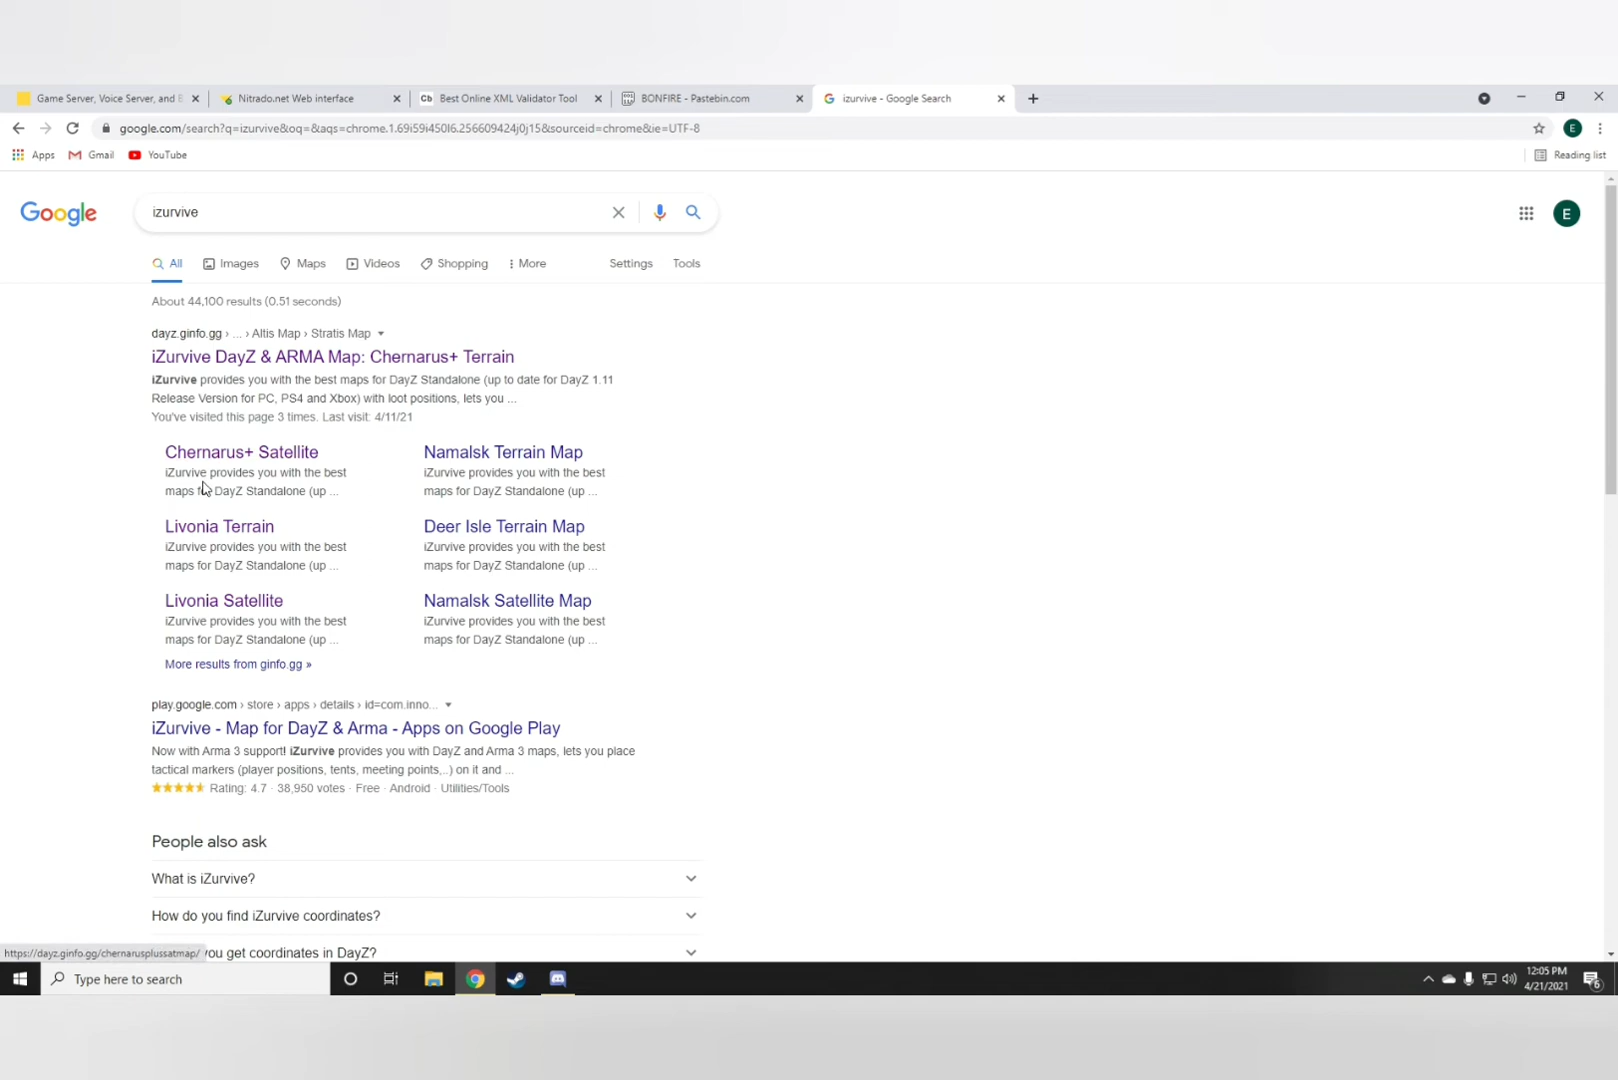 Game Server, Voice Server, and E
Nitrado.net Web interface
Cb Best Online XML Validator Tool
BONFIRE - Pastebin.com
izurvive - Google Search
google.com/search?q=izurvive&oq=&aqs=chrome.1.69i59i450l6.256609424j0j15&sourceid=chrome&ie=UTF-8
E
Apps
Gmail
YouTube
Reading list
Google
izurvive
E
All
Images
Maps
Videos
Shopping
More
Settings
Tools
About 44,100 results (0.51 seconds)
dayz.ginfo.gg › ... › Altis Map › Stratis Map
iZurvive DayZ & ARMA Map: Chernarus+ Terrain
iZurvive provides you with the best maps for DayZ Standalone (up to date for DayZ 1.11
Release Version for PC, PS4 and Xbox) with loot positions, lets you ...
You've visited this page 3 times. Last visit: 4/11/21
Chernarus+ Satellite
iZurvive provides you with the best
maps for DayZ Standalone (up ...
Namalsk Terrain Map
iZurvive provides you with the best
maps for DayZ Standalone (up ...
Livonia Terrain
iZurvive provides you with the best
maps for DayZ Standalone (up ...
Deer Isle Terrain Map
iZurvive provides you with the best
maps for DayZ Standalone (up ...
Livonia Satellite
iZurvive provides you with the best
maps for DayZ Standalone (up ...
Namalsk Satellite Map
iZurvive provides you with the best
maps for DayZ Standalone (up ...
More results from ginfo.gg »
play.google.com › store › apps › details › id=com.inno...
iZurvive - Map for DayZ & Arma - Apps on Google Play
Now with Arma 3 support! iZurvive provides you with DayZ and Arma 3 maps, lets you place
tactical markers (player positions, tents, meeting points,..) on it and ...
Rating: 4.7 · 38,950 votes · Free · Android · Utilities/Tools
People also ask
What is iZurvive?
How do you find iZurvive coordinates?
you get coordinates in DayZ?
https://dayz.ginfo.gg/chernarusplussatmap/
Type here to search
12:05 PM
4/21/2021
6